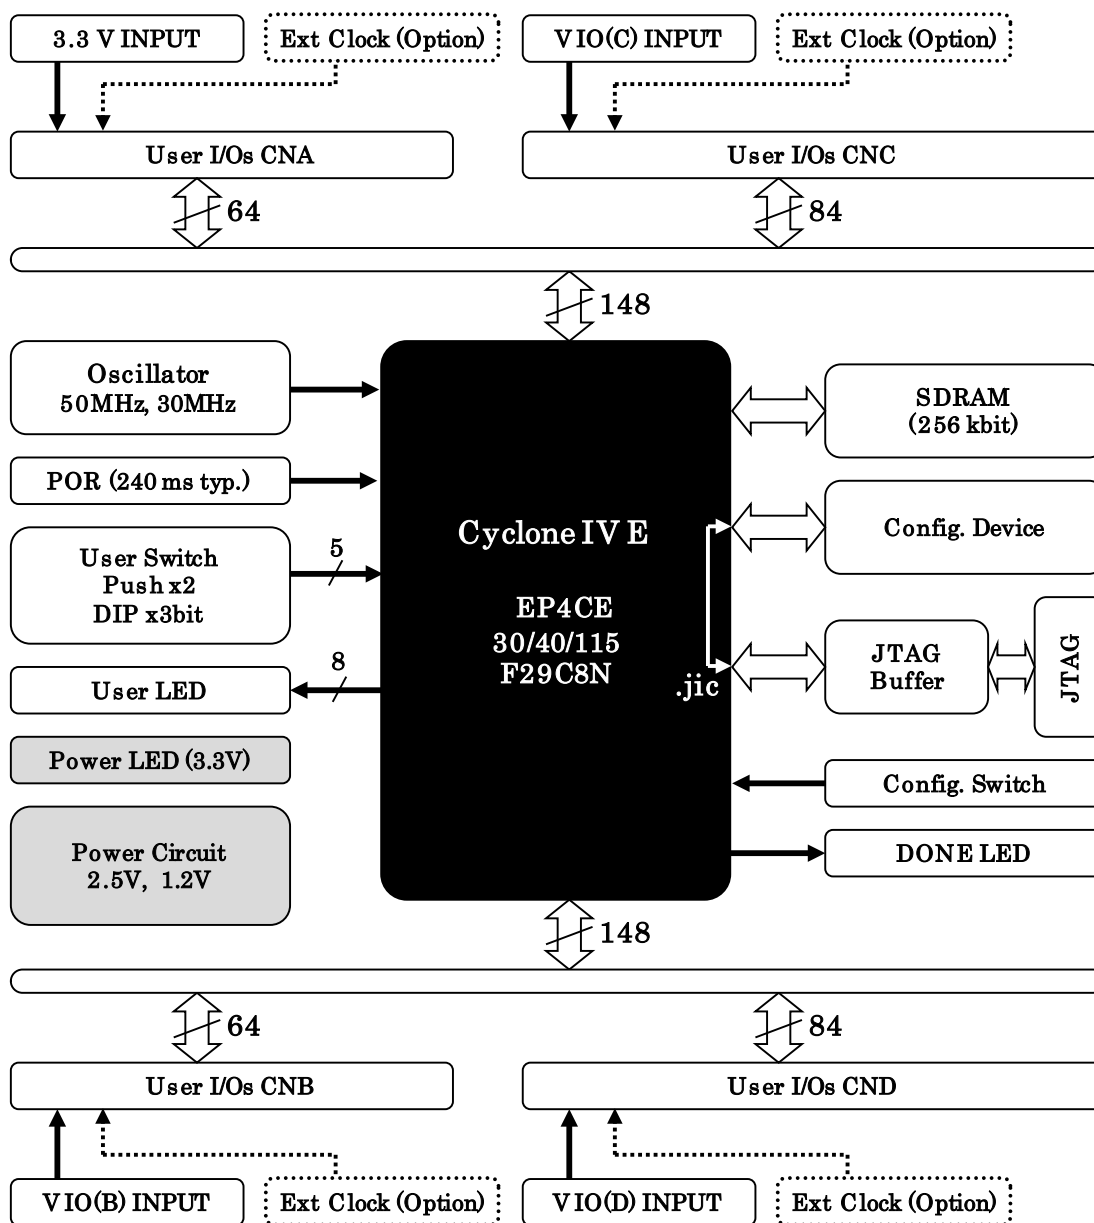 3.3 V INPUT
Ext Clock (Option)
VIO(C) INPUT
Ext Clock (Option)
User I/Os CNA
User I/Os CNC
64
84
148
Oscillator
50MHz, 30MHz
POR (240 ms typ.)
User Switch
Push x2
DIP x3bit
5
User LED
8
Power LED (3.3V)
Power Circuit
2.5V, 1.2V
Cyclone IV E
EP4CE
30/40/115
F29C8N
.jic
SDRAM
(256 kbit)
Config. Device
JTAG
Buffer
JTAG
Config. Switch
DONE LED
148
64
84
User I/Os CNB
User I/Os CND
VIO(B) INPUT
Ext Clock (Option)
VIO(D) INPUT
Ext Clock (Option)